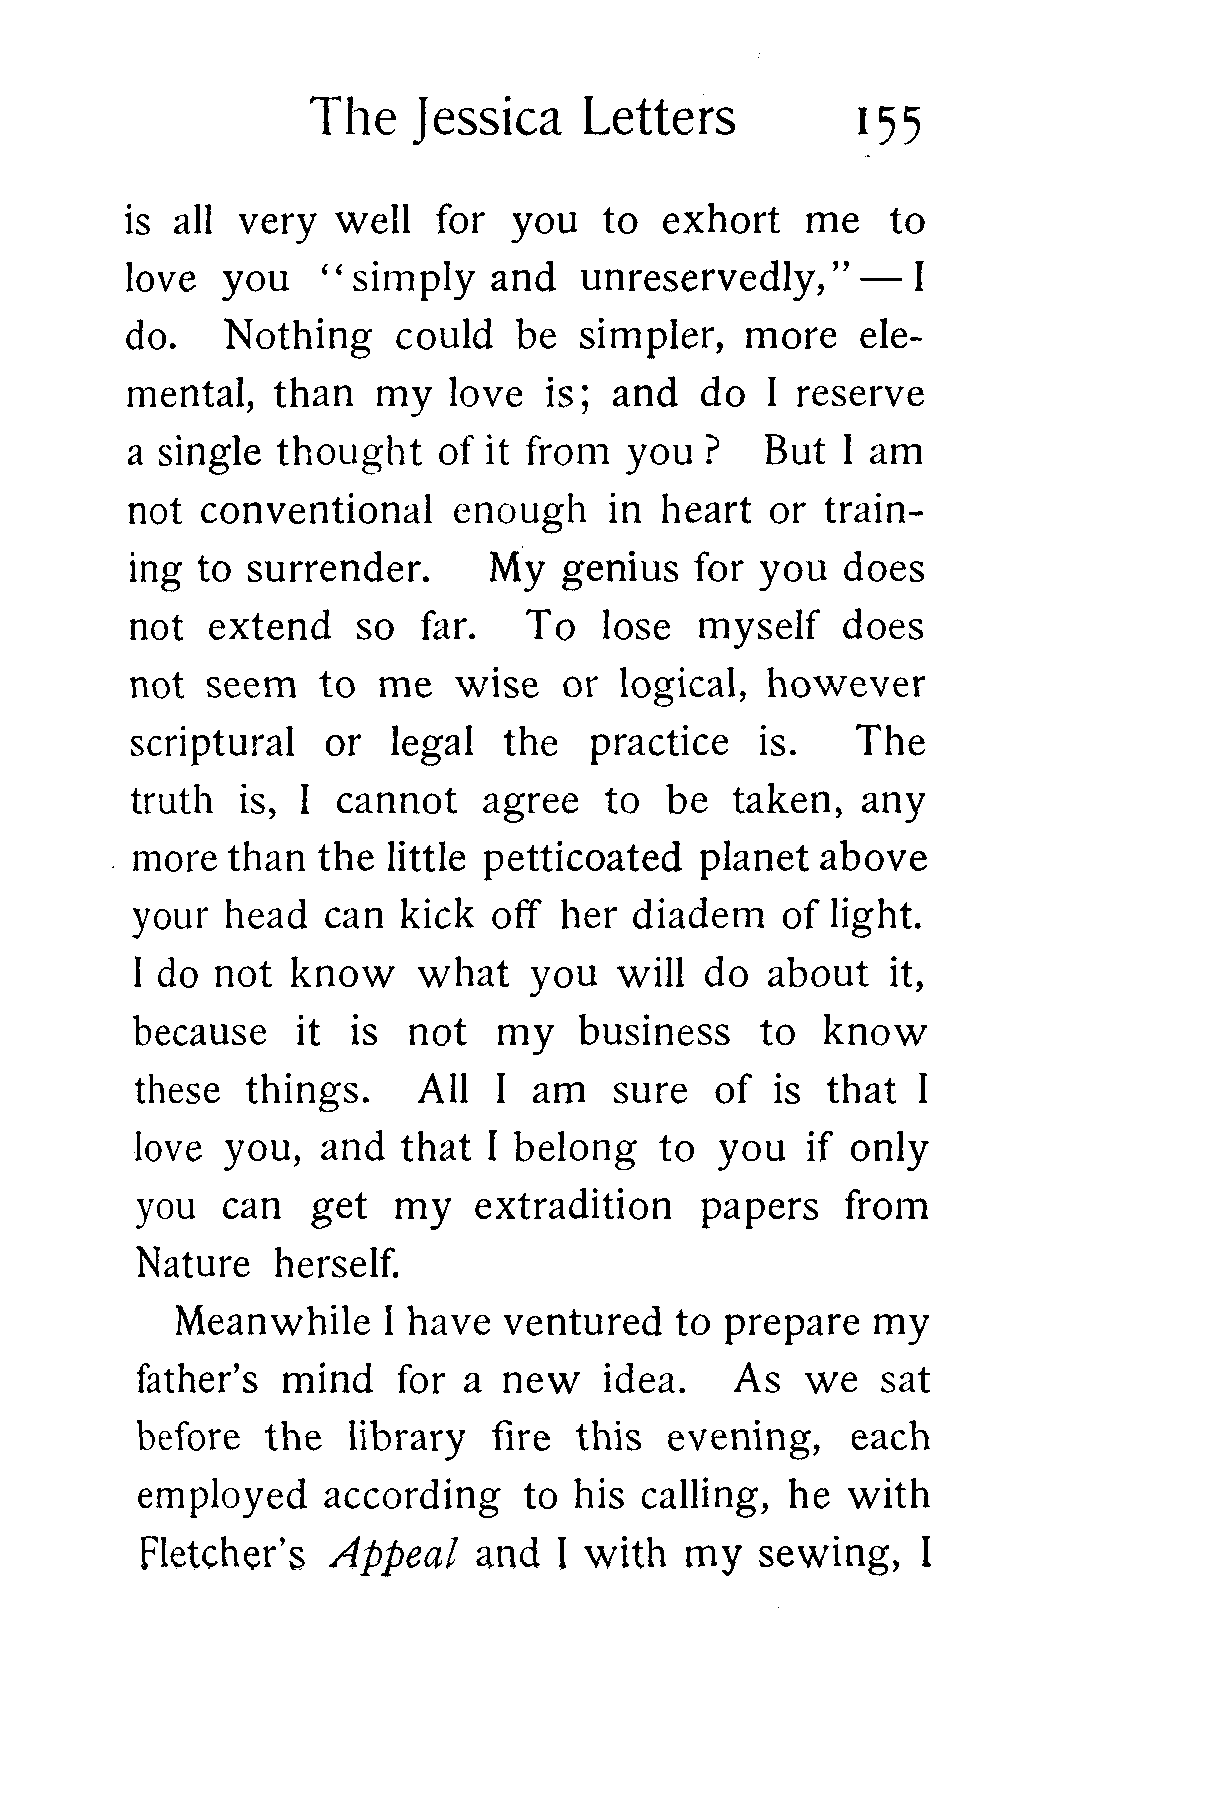 The Jessica Letters 155
is all very well for you to exhort me to
love you "simply and unreservedly,"—I
do. Nothing could be simpler, more ele-
mental, than my love is; and do I reserve
a single thought of it from you? But I am
not conventional enough in heart or train-
ing to surrender. My genius for you does
not extend so far. To lose myself does
not seem to me wise or logical, however
scriptural or legal the practice is. The
truth is, I cannot agree to be taken, any
more than the little petticoated planet above
your head can kick off her diadem of light.
I do not know what you will do about it,
because it is not my business to know
these things. All I am sure of is that I
love you, and that I belong to you if only
you can get my extradition papers from
Nature herself.
Meanwhile I have ventured to prepare my
father's mind for a new idea. As we sat
before the library fire this evening, each
employed according to his calling, he with
Fletcher's Appeal and I with my sewing, I